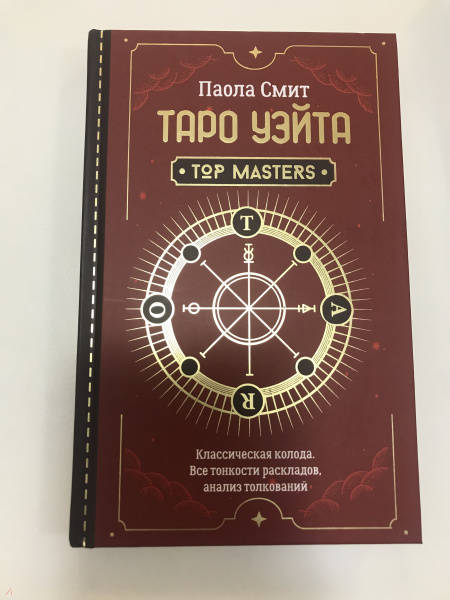 Паола Смит
ТАРО УЭЙТА
TOP MASTERS
T
O
A
R
Классическая колода.
Все тонкости раскладов,
анализ толкований